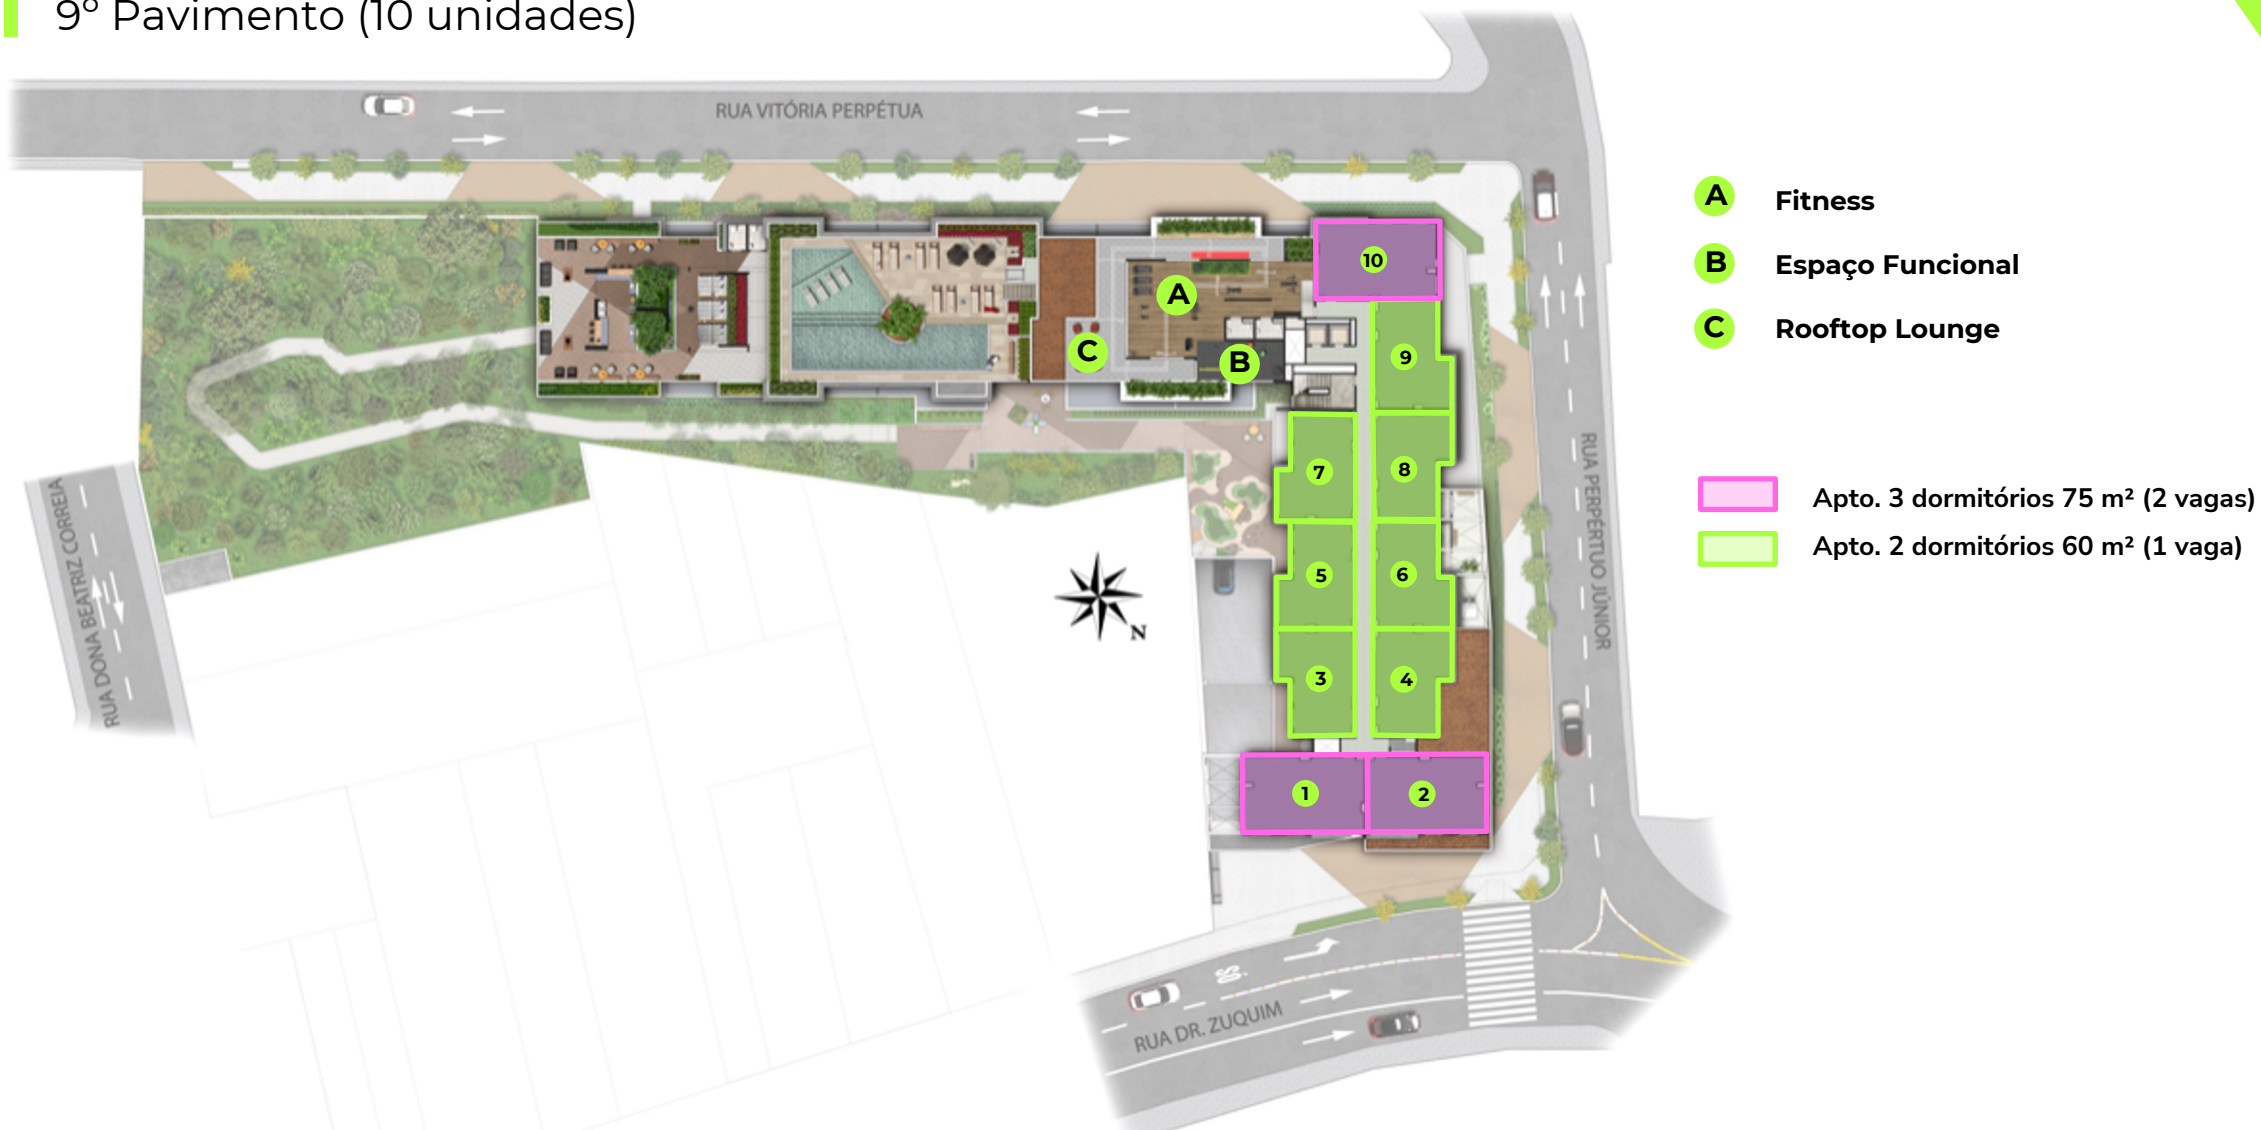 9º Pavimento (10 unidades)
RUA VITÓRIA PERPÉTUA
A Fitness
B Espaço Funcional
C Rooftop Lounge
10
A
C
B
9
7
8
5
6
3
4
1
2
N
RUA PERPÉRTUO JÚNIOR
Apto. 3 dormitórios 75 m² (2 vagas)
Apto. 2 dormitórios 60 m² (1 vaga)
RUA DONA BEATRIZ CORREIA
RUA DR. ZUQUIM